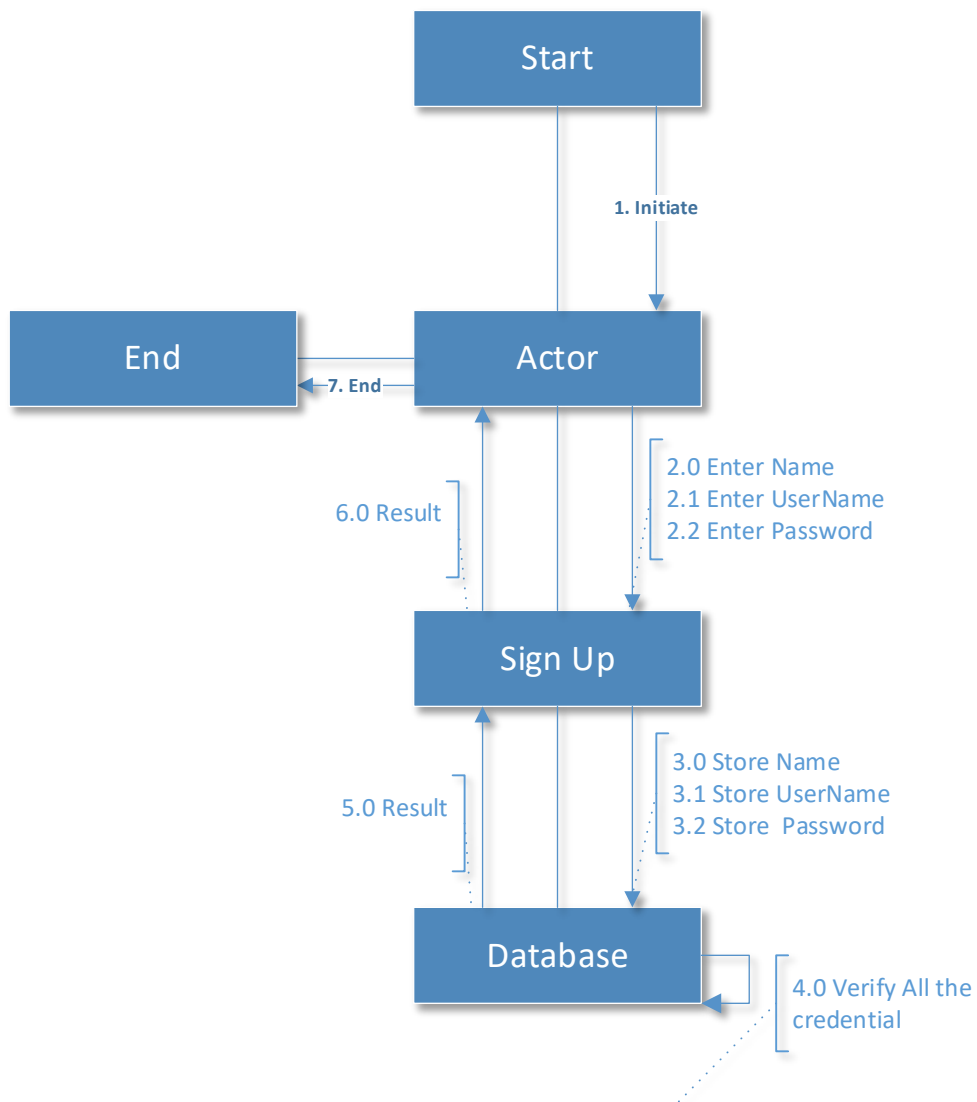 Start
1. Initiate
End
Actor
7. End
2.0 Enter Name
2.1 Enter UserName
2.2 Enter Password
6.0 Result
Sign Up
3.0 Store Name
3.1 Store UserName
3.2 Store  Password
5.0 Result
Database
4.0 Verify All the
credential